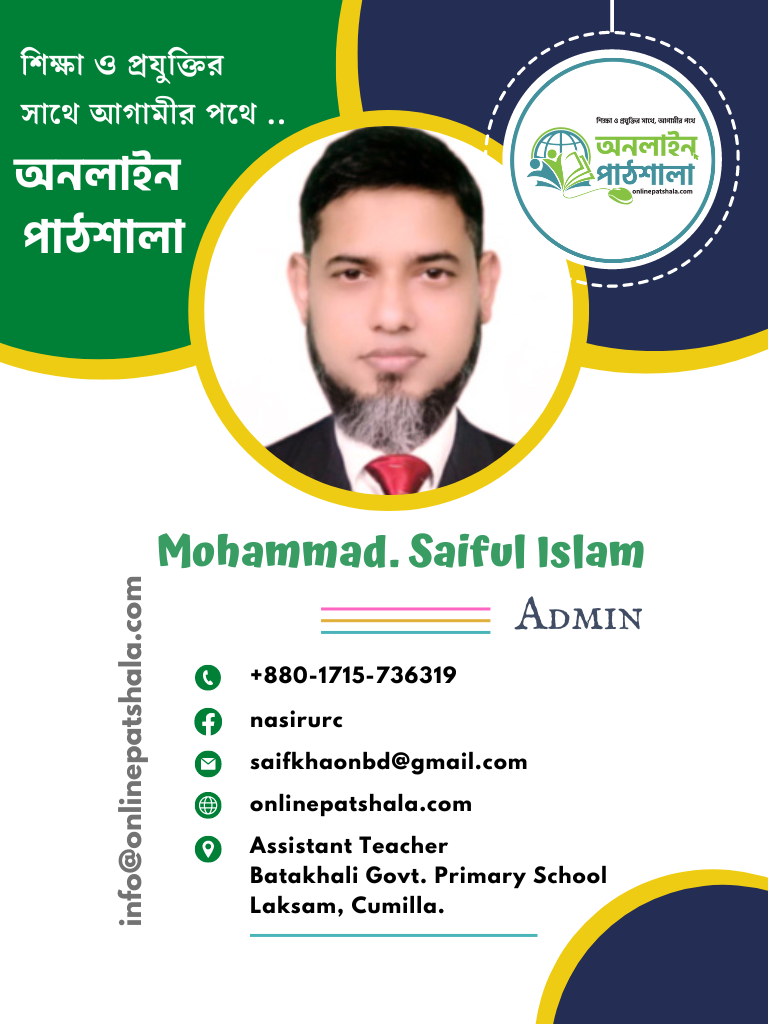 শিক্ষা ও প্রযুক্তির
সাথে আগামীর পথে ..
অনলাইন
পাঠশালা
শিক্ষা ও প্রযুক্তির সাথে, আগামীর পথে
অনলাইন
পাঠশালা
onlinepatshala.com
Mohammad. Saiful Islam
Admin
info@onlinepatshala.com
+880-1715-736319
nasirurc
saifkhaonbd@gmail.com
onlinepatshala.com
Assistant Teacher
Batakhali Govt. Primary School
Laksam, Cumilla.